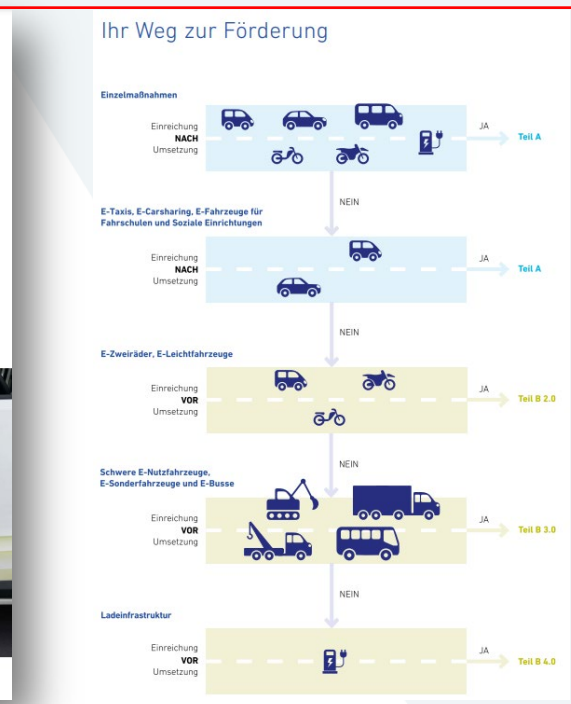 Ihr Weg zur Förderung
Einzelmaßnahmen
Einreichung
NACH
Umsetzung
JA
Teil A
NEIN
E-Taxis, E-Carsharing, E-Fahrzeuge für
Fahrschulen und Soziale Einrichtungen
Einreichung
NACH
Umsetzung
JA
Teil A
NEIN
E-Zweiräder, E-Leichtfahrzeuge
Einreichung
VOR
Umsetzung
JA
Teil B 2.0
NEIN
Schwere E-Nutzfahrzeuge,
E-Sonderfahrzeuge und E-Busse
Einreichung
VOR
Umsetzung
JA
Teil B 3.0
NEIN
Ladeinfrastruktur
Einreichung
VOR
Umsetzung
JA
Teil B 4.0